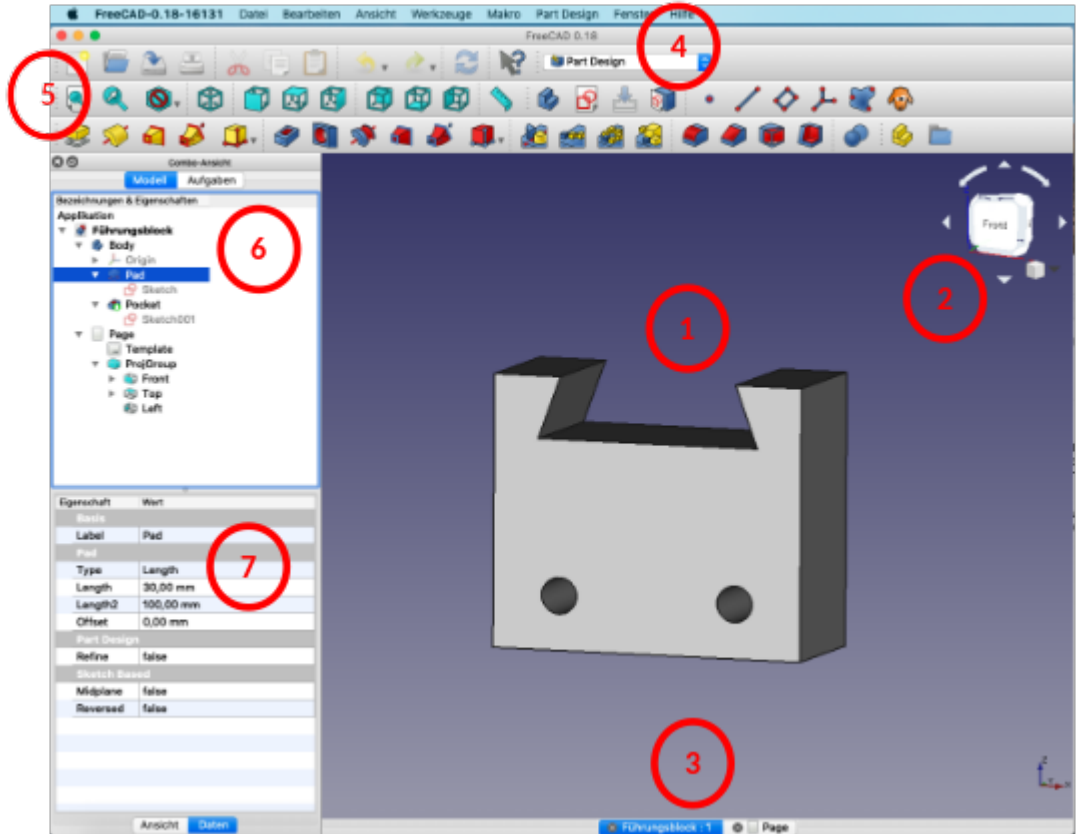 FreeCAD-0.18-16131 Datei Bearbeiten Ansicht Werkzeuge Makro Part Design Fenster Hilfe
FreeCAD 0.18
4
Part Design
5
Combo-Ansicht
Modell Aufgaben
Bezeichnungen & Eigenschaften
Applikation
Führungsblock
Body
Origin
Pad
Sketch
Pocket
Sketch001
Page
Template
ProjGroup
Front
Top
Left
6
Front
2
1
Eigenschaft Wert
Basis
Label Pad
Pad
Type Length
Length 30,00 mm
Length2 100,00 mm
Offset 0,00 mm
Part Design
Refine false
Sketch Based
Midplane false
Reversed false
7
3
Z
X
Ansicht Daten
Führungsblock : 1 Page